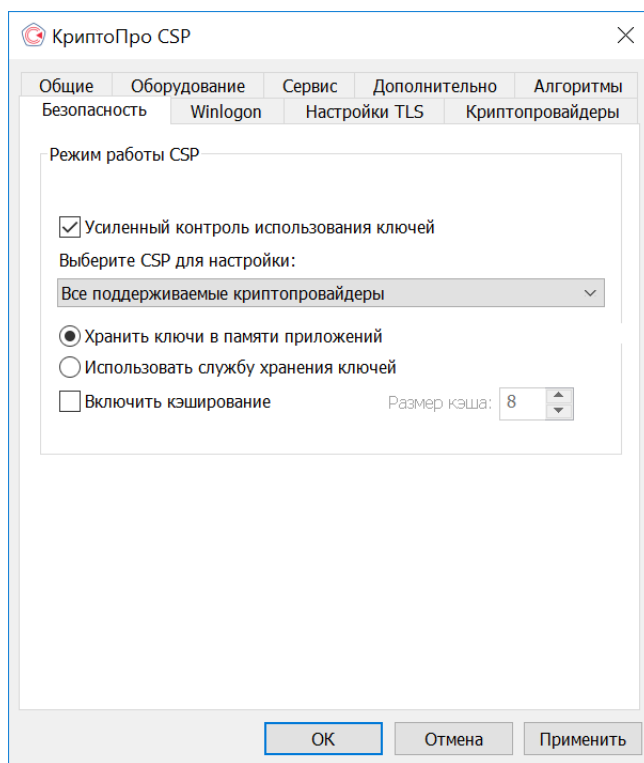 КриптоПро CSP
Общие Оборудование Сервис Дополнительно Алгоритмы
Безопасность Winlogon Настройки TLS Криптопровайдеры
Режим работы CSP
Усиленный контроль использования ключей
Выберите CSP для настройки:
Все поддерживаемые криптопровайдеры
Хранить ключи в памяти приложений
Использовать службу хранения ключей
Включить кэширование Размер кэша: 8
ОК Отмена Применить